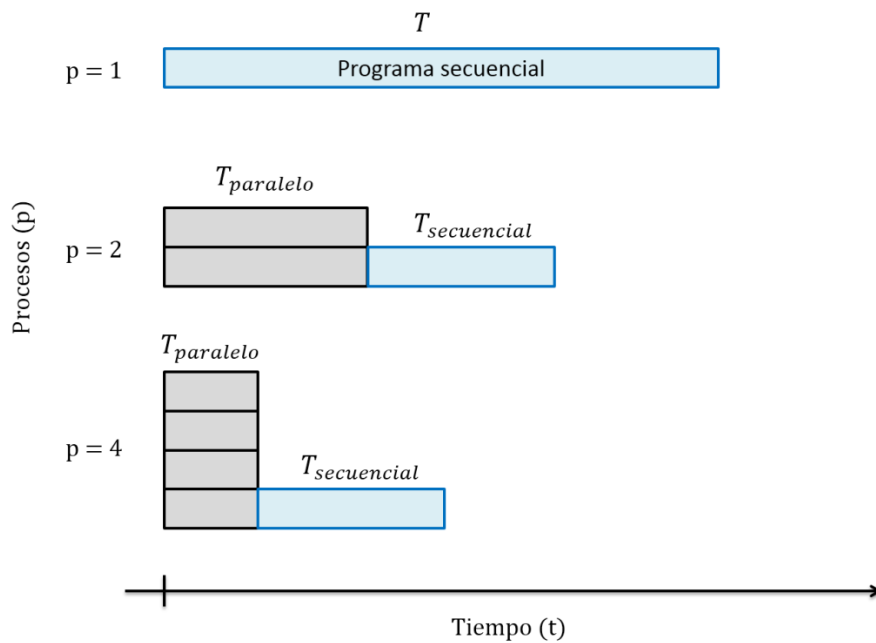 T
p = 1
Programa secuencial
T_paralelo
T_secuencial
p = 2
Procesos (p)
T_paralelo
p = 4
T_secuencial
Tiempo (t)